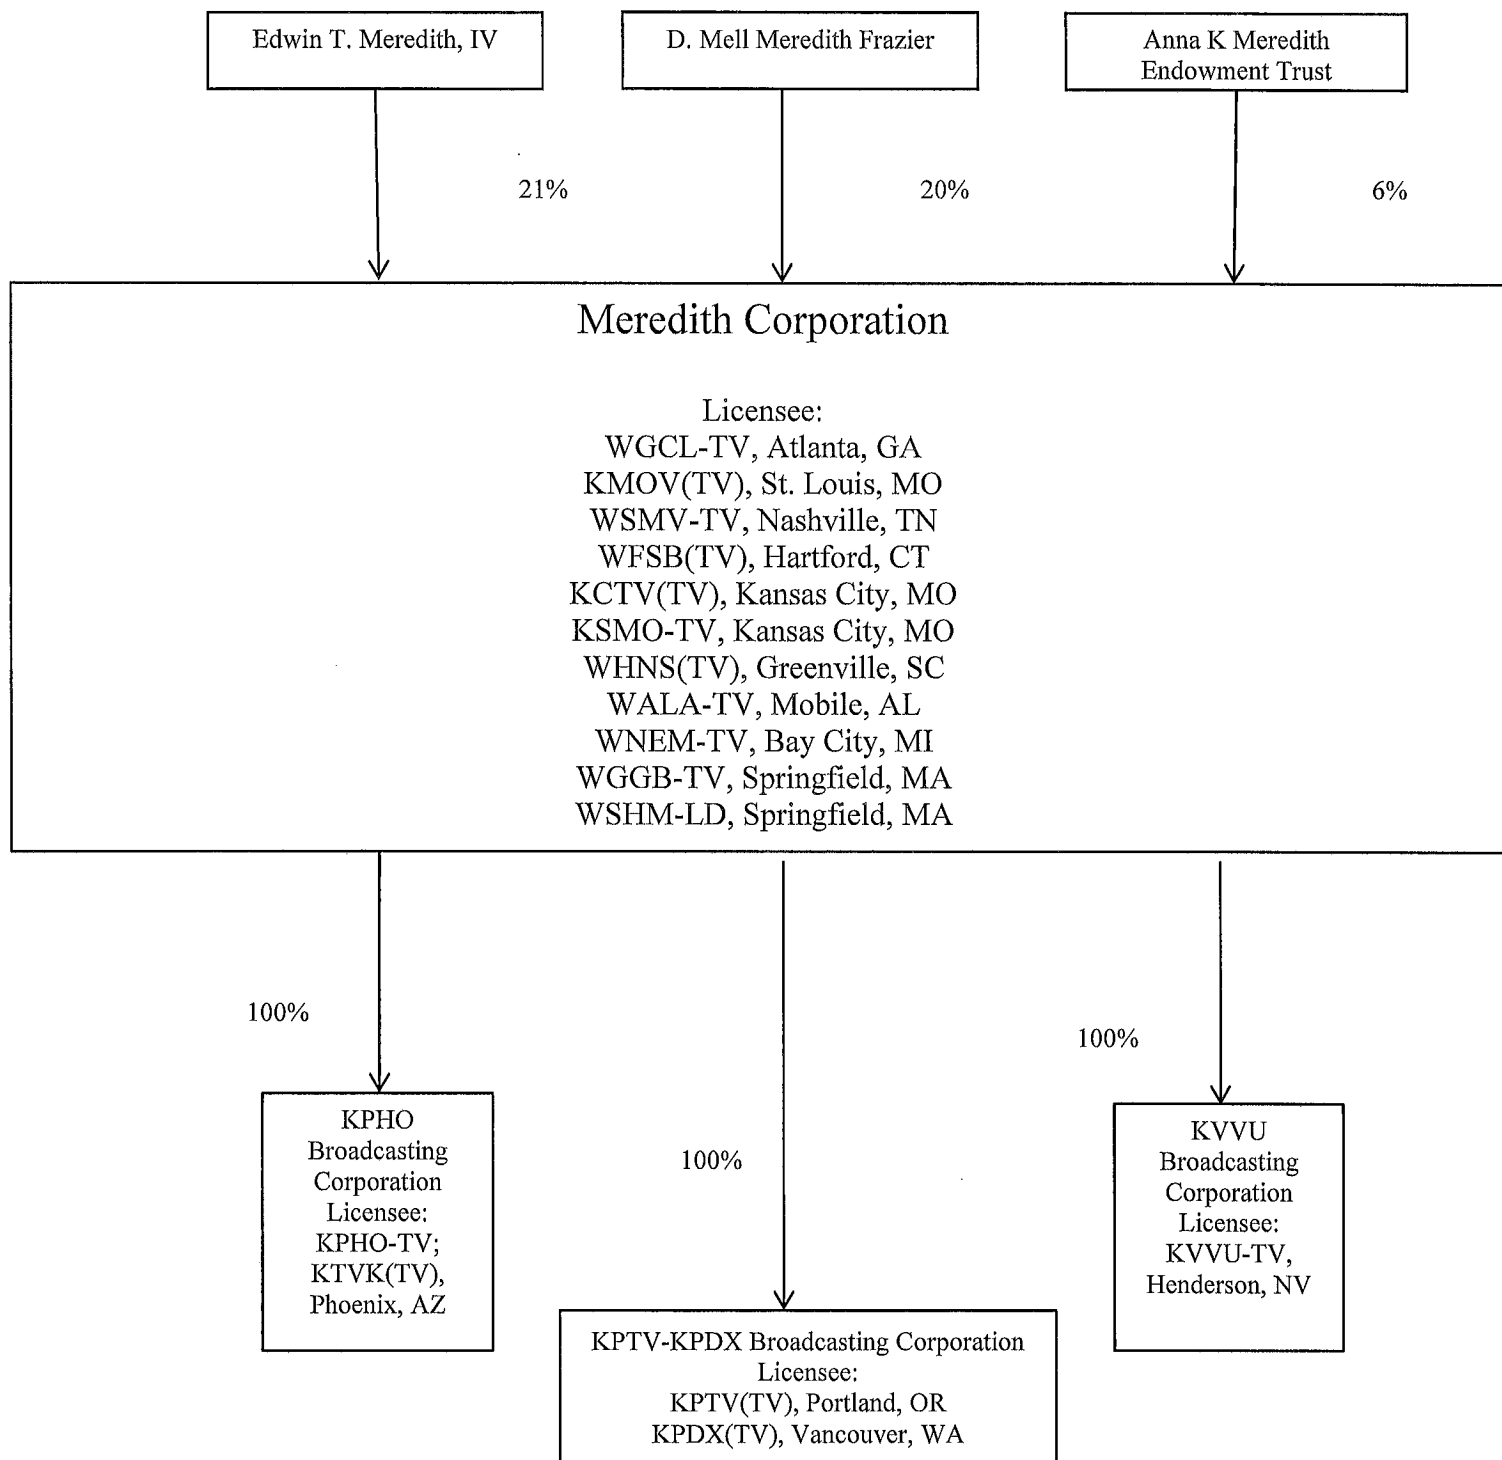 Edwin T. Meredith, IV
D. Mell Meredith Frazier
Anna K Meredith
Endowment Trust
21%
20%
6%
Meredith Corporation
Licensee:
WGCL-TV, Atlanta, GA
KMOV(TV), St. Louis, MO
WSMV-TV, Nashville, TN
WFSB(TV), Hartford, CT
KCTV(TV), Kansas City, MO
KSMO-TV, Kansas City, MO
WHNS(TV), Greenville, SC
WALA-TV, Mobile, AL
WNEM-TV, Bay City, MI
WGGB-TV, Springfield, MA
WSHM-LD, Springfield, MA
100%
100%
100%
KPHO
Broadcasting
Corporation
Licensee:
KPHO-TV;
KTVK(TV),
Phoenix, AZ
KPTV-KPDX Broadcasting Corporation
Licensee:
KPTV(TV), Portland, OR
KPDX(TV), Vancouver, WA
KVVU
Broadcasting
Corporation
Licensee:
KVVU-TV,
Henderson, NV